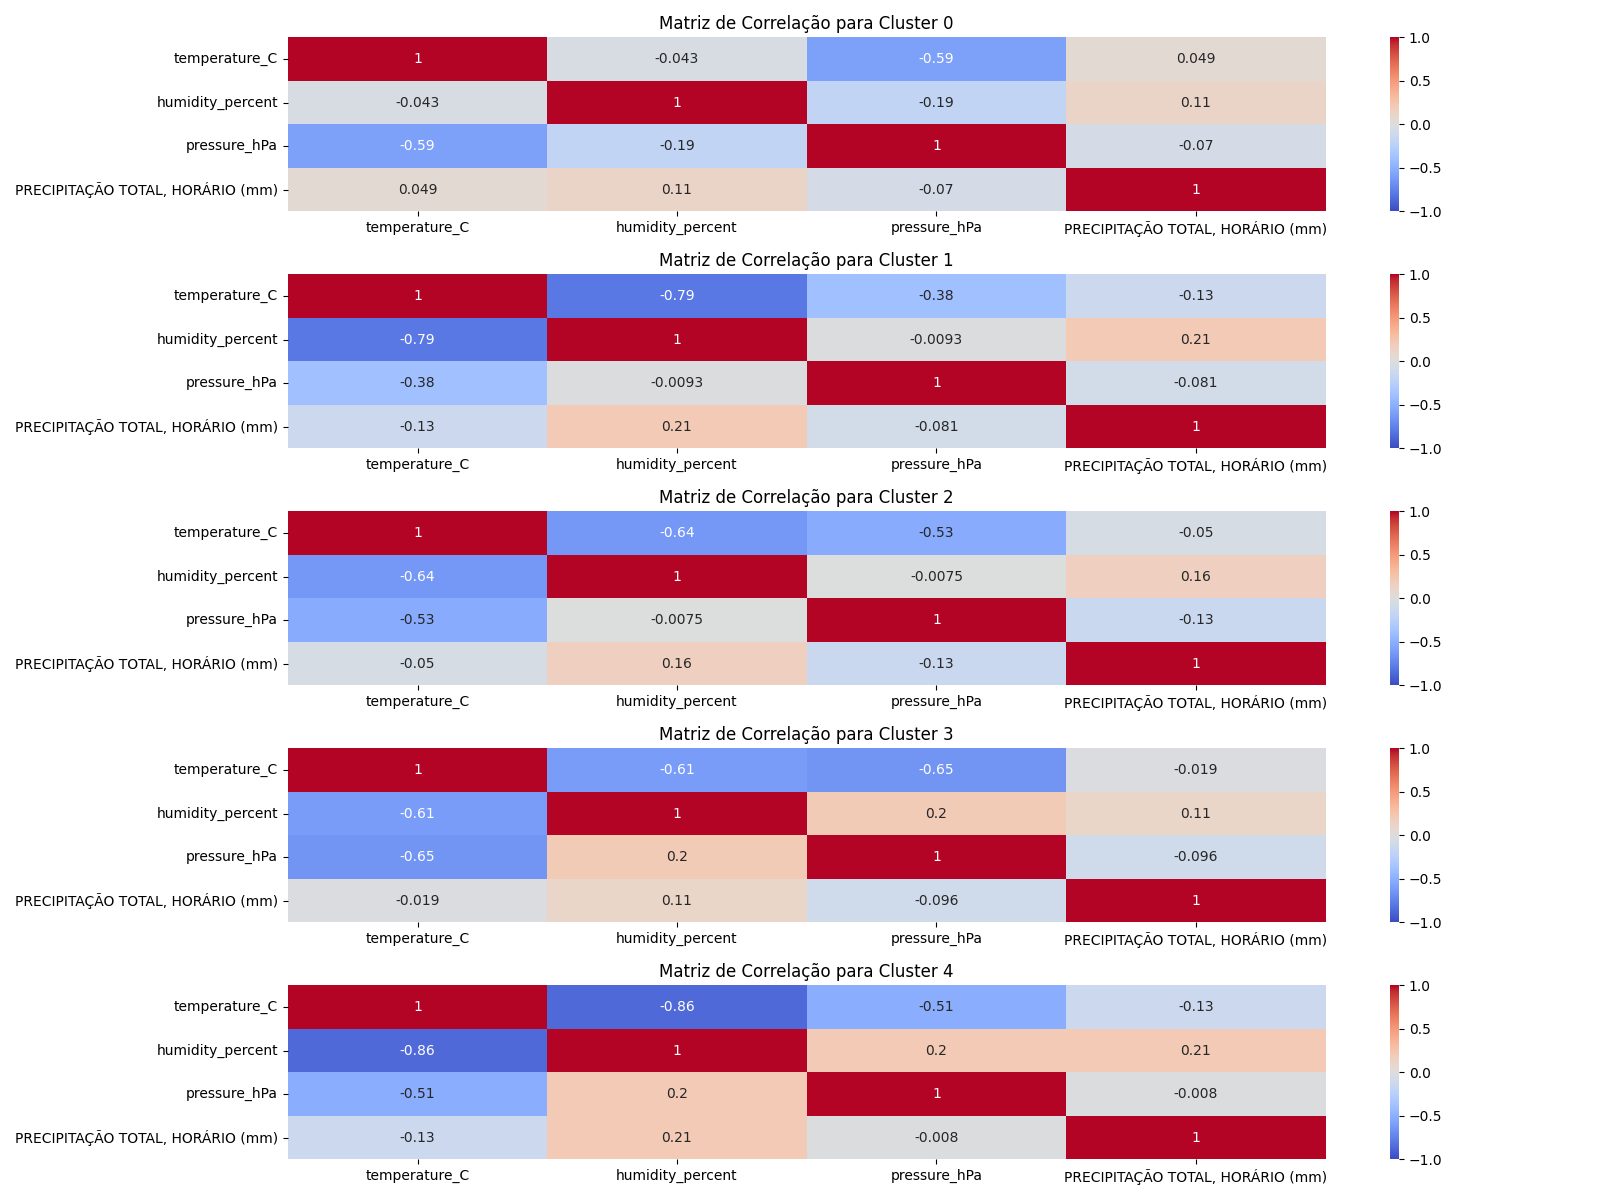 Matriz de Correlação para Cluster 0
temperature_C 1 -0.043 -0.59 0.049 1.0
humidity_percent -0.043 1 -0.19 0.11 0.5
0.0
pressure_hPa -0.59 -0.19 1 -0.07 −0.5
PRECIPITAÇÃO TOTAL, HORÁRIO (mm) 0.049 0.11 -0.07 1 −1.0
temperature_C humidity_percent pressure_hPa PRECIPITAÇÃO TOTAL, HORÁRIO (mm)
Matriz de Correlação para Cluster 1
temperature_C 1 -0.79 -0.38 -0.13 1.0
humidity_percent -0.79 1 -0.0093 0.21 0.5
0.0
pressure_hPa -0.38 -0.0093 1 -0.081 −0.5
PRECIPITAÇÃO TOTAL, HORÁRIO (mm) -0.13 0.21 -0.081 1 −1.0
temperature_C humidity_percent pressure_hPa PRECIPITAÇÃO TOTAL, HORÁRIO (mm)
Matriz de Correlação para Cluster 2
temperature_C 1 -0.64 -0.53 -0.05 1.0
humidity_percent -0.64 1 -0.0075 0.16 0.5
0.0
pressure_hPa -0.53 -0.0075 1 -0.13 −0.5
PRECIPITAÇÃO TOTAL, HORÁRIO (mm) -0.05 0.16 -0.13 1 −1.0
temperature_C humidity_percent pressure_hPa PRECIPITAÇÃO TOTAL, HORÁRIO (mm)
Matriz de Correlação para Cluster 3
temperature_C 1 -0.61 -0.65 -0.019 1.0
humidity_percent -0.61 1 0.2 0.11 0.5
0.0
pressure_hPa -0.65 0.2 1 -0.096 −0.5
PRECIPITAÇÃO TOTAL, HORÁRIO (mm) -0.019 0.11 -0.096 1 −1.0
temperature_C humidity_percent pressure_hPa PRECIPITAÇÃO TOTAL, HORÁRIO (mm)
Matriz de Correlação para Cluster 4
temperature_C 1 -0.86 -0.51 -0.13 1.0
humidity_percent -0.86 1 0.2 0.21 0.5
0.0
pressure_hPa -0.51 0.2 1 -0.008 −0.5
PRECIPITAÇÃO TOTAL, HORÁRIO (mm) -0.13 0.21 -0.008 1 −1.0
temperature_C humidity_percent pressure_hPa PRECIPITAÇÃO TOTAL, HORÁRIO (mm)